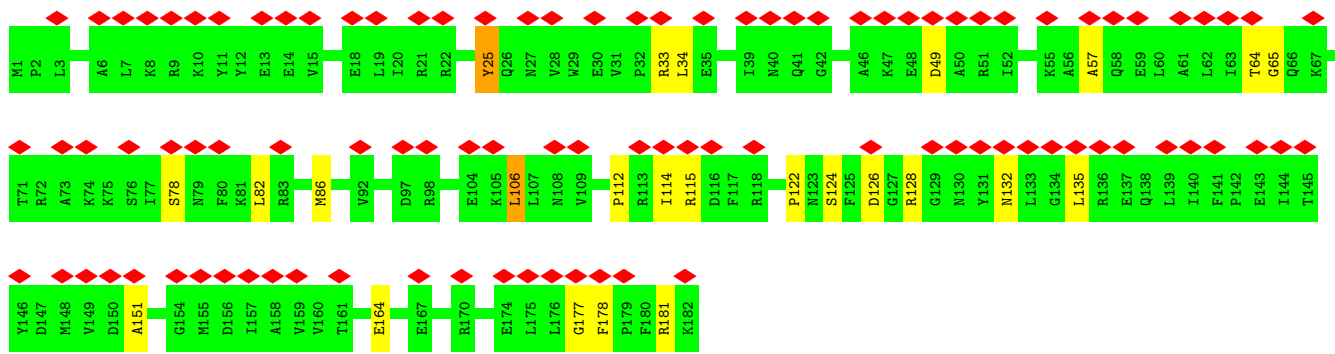 M1 P2 L3 A6 L7 K8 R9 K10 Y11 Y12 E13 E14 V15 E18 L19 I20 R21 R22 Y25 Q26 N27 V28 W29 E30 V31 P32 R33 L34 E35 I39 N40 Q41 G42 A46 K47 E48 D49 A50 R51 I52 K55 A56 A57 Q58 E59 L60 A61 L62 I63 T64 G65 Q66 K67
T71 R72 A73 K74 K75 S76 I77 S78 N79 F80 K81 L82 R83 M86 V92 D97 R98 E104 K105 L106 L107 N108 V109 P112 R113 I114 R115 D116 F117 R118 P122 N123 S124 F125 D126 G127 R128 G129 N130 Y131 N132 L133 G134 L135 R136 E137 Q138 L139 I140 F141 P142 E143 I144 T145
Y146 D147 M148 V149 D150 A151 G154 M155 D156 I157 A158 V159 V160 T161 E164 E167 R170 E174 L175 L176 G177 F178 P179 F180 R181 K182